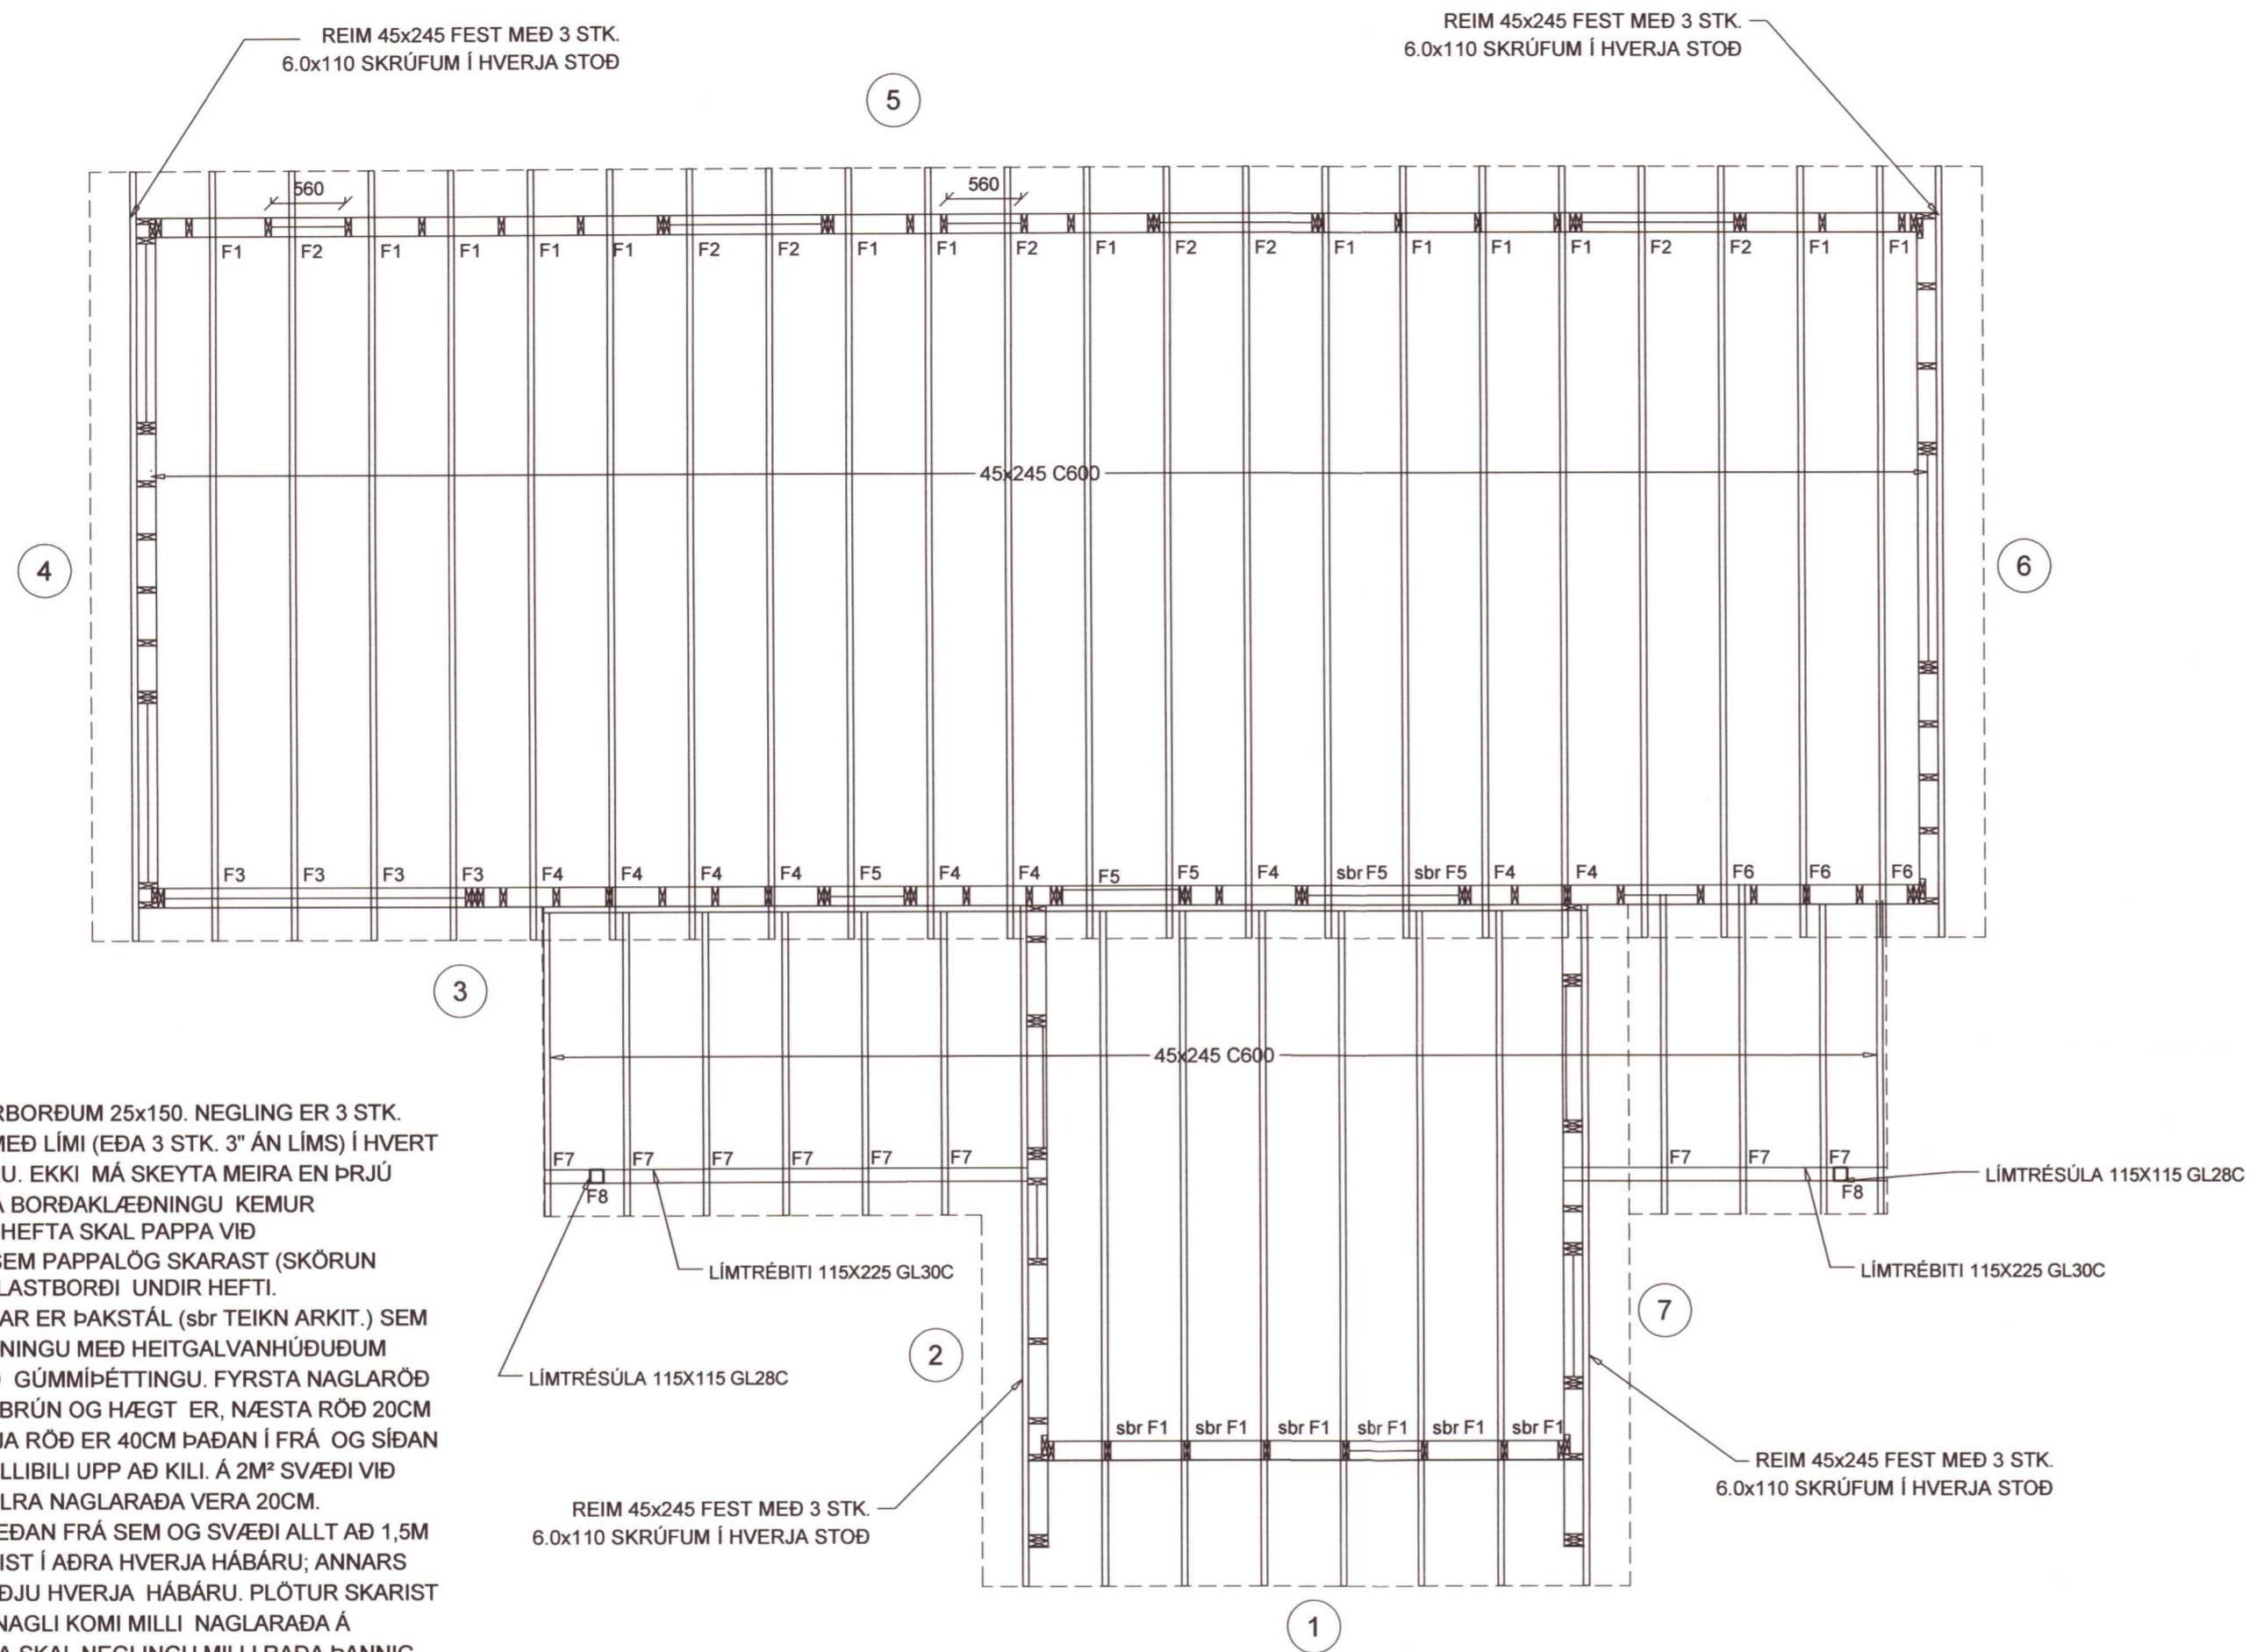 REIM 45x245 FEST MEÐ 3 STK.
6.0x110 SKRÚFUM Í HVERJA STOÐ
REIM 45x245 FEST MEÐ 3 STK.
6.0x110 SKRÚFUM Í HVERJA STOÐ
5
560
560
F1 F2 F1 F1 F1 F1 F2 F2 F1 F1 F2 F1 F2 F2 F1 F1 F1 F1 F2 F2 F1 F1
45x245 C600
4
6
F3 F3 F3 F3 F4 F4 F4 F4 F5 F4 F4 F5 F5 F4 sbr F5 sbr F5 F4 F4 F6 F6 F6
3
45x245 C600
F7 F7 F7 F7 F7 F7 F7 F7 F7
F8
F8
LÍMTRÉSÚLA 115X115 GL28C
LÍMTRÉBITI 115X225 GL30C
LÍMTRÉBITI 115X225 GL30C
LÍMTRÉSÚLA 115X115 GL28C
2
7
sbr F1 sbr F1 sbr F1 sbr F1 sbr F1 sbr F1
REIM 45x245 FEST MEÐ 3 STK.
6.0x110 SKRÚFUM Í HVERJA STOÐ
REIM 45x245 FEST MEÐ 3 STK.
6.0x110 SKRÚFUM Í HVERJA STOÐ
1
RBORÐUM 25x150. NEGLING ER 3 STK.
MEÐ LÍMI (EÐA 3 STK. 3" ÁN LÍMS) Í HVERT
U. EKKI MÁ SKEYTA MEIRA EN ÞRJÚ
Á BORÐAKLÆÐNINGU KEMUR
HEFTA SKAL PAPPA VIÐ
SEM PAPPALÖG SKARAST (SKÖRUN
LASTBORÐI UNDIR HEFTI.
AR ER ÞAKSTÁL (sbr TEIKN ARKIT.) SEM
NINGU MEÐ HEITGALVANHÚÐUÐUM
GÚMMÍÞÉTTINGU. FYRSTA NAGLARÖÐ
BRÚN OG HÆGT ER, NÆSTA RÖÐ 20CM
JA RÖÐ ER 40CM ÞAÐAN Í FRÁ OG SÍÐAN
LLIBILI UPP AÐ KILI. Á 2M² SVÆÐI VIÐ
LRA NAGLARAÐA VERA 20CM.
EÐAN FRÁ SEM OG SVÆÐI ALLT AÐ 1,5M
IST Í AÐRA HVERJA HÁBÁRU; ANNARS
ÐJU HVERJA HÁBÁRU. PLÖTUR SKARIST
NAGLI KOMI MILLI NAGLARAÐA Á
SKAL NEGLINGU MILLI RAÐA ÞANNIG